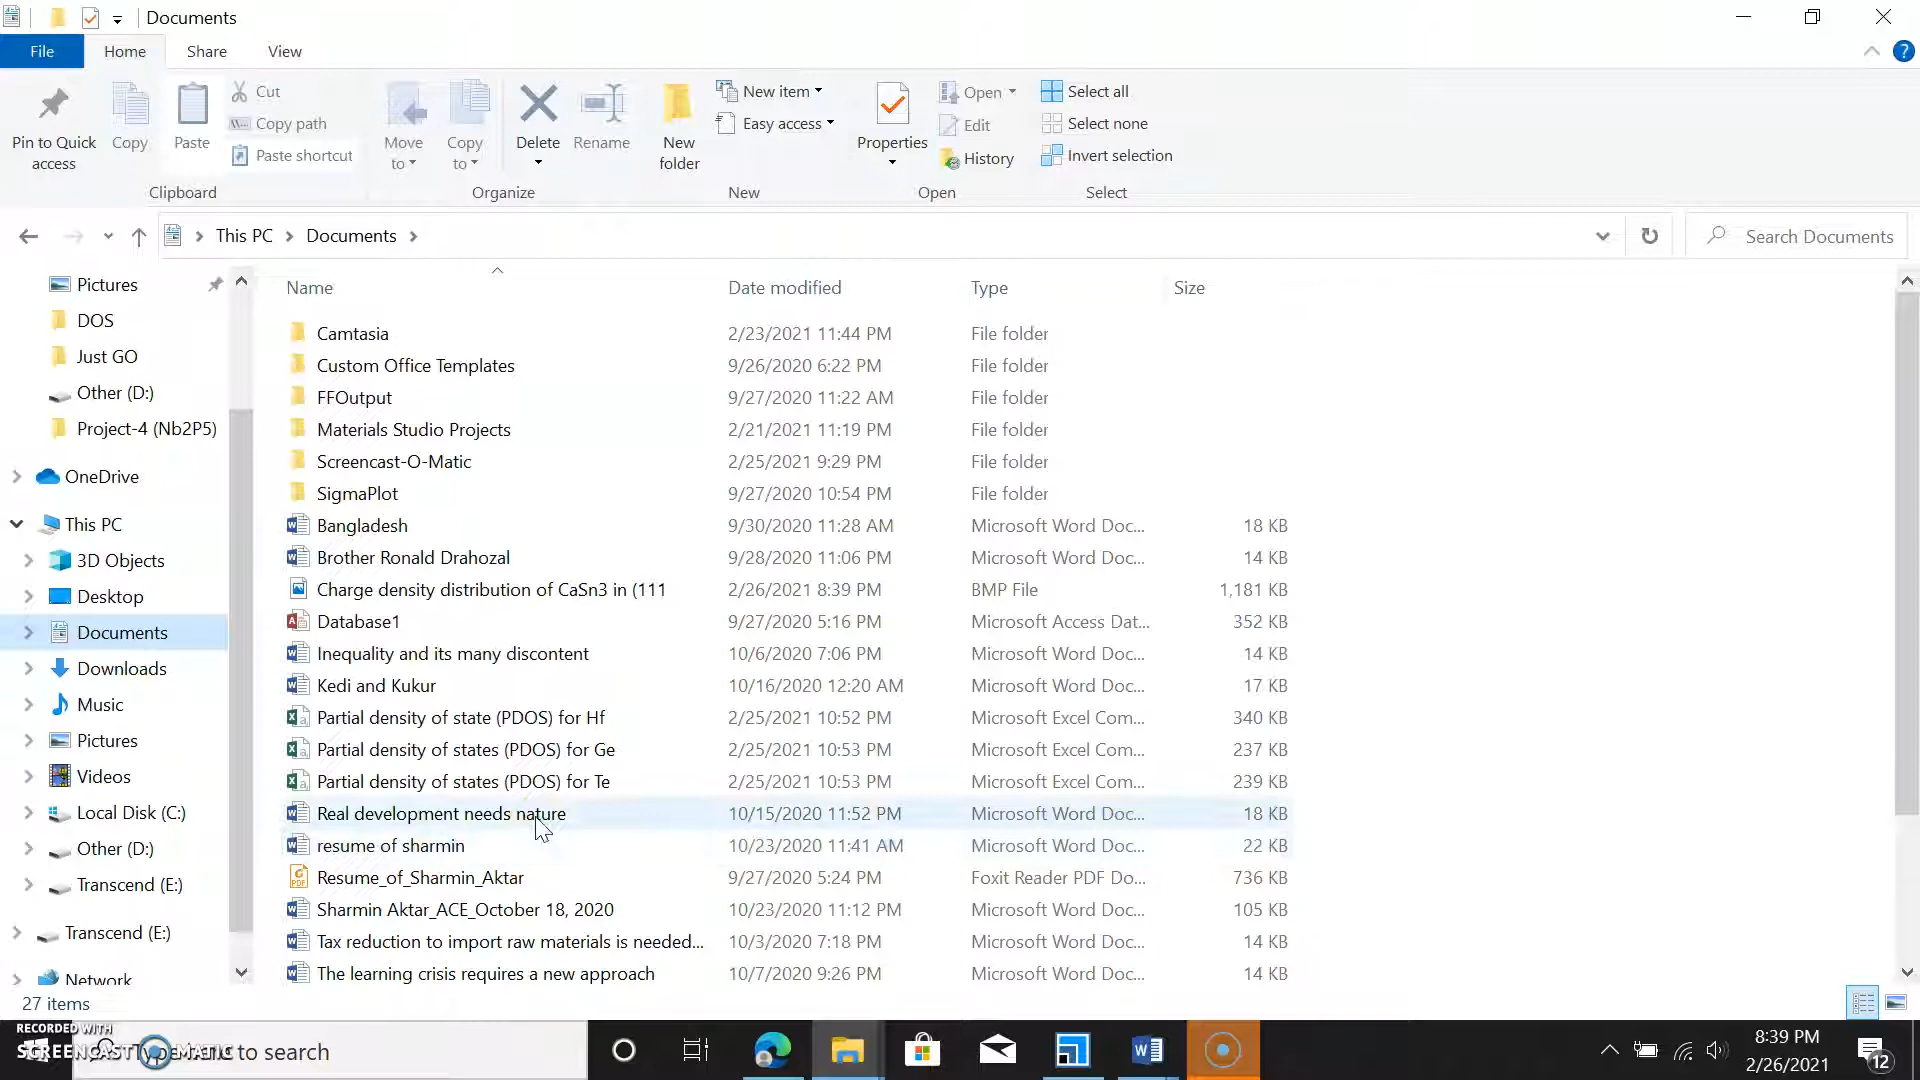 Documents
File Home Share View
Pin to Quick access
Copy
Paste
Cut
Copy path
Paste shortcut
Clipboard
Move to
Copy to
Delete
Rename
Organize
New folder
New item
Easy access
New
Properties
Open
Edit
History
Open
Select all
Select none
Invert selection
Select
This PC Documents
Search Documents
Pictures
DOS
Just GO
Other (D:)
Project-4 (Nb2P5)
OneDrive
This PC
3D Objects
Desktop
Documents
Downloads
Music
Pictures
Videos
Local Disk (C:)
Other (D:)
Transcend (E:)
Transcend (E:)
Network
Name Date modified Type Size
Camtasia 2/23/2021 11:44 PM File folder
Custom Office Templates 9/26/2020 6:22 PM File folder
FFOutput 9/27/2020 11:22 AM File folder
Materials Studio Projects 2/21/2021 11:19 PM File folder
Screencast-O-Matic 2/25/2021 9:29 PM File folder
SigmaPlot 9/27/2020 10:54 PM File folder
Bangladesh 9/30/2020 11:28 AM Microsoft Word Doc... 18 KB
Brother Ronald Drahozal 9/28/2020 11:06 PM Microsoft Word Doc... 14 KB
Charge density distribution of CaSn3 in (111 2/26/2021 8:39 PM BMP File 1,181 KB
Database1 9/27/2020 5:16 PM Microsoft Access Dat... 352 KB
Inequality and its many discontent 10/6/2020 7:06 PM Microsoft Word Doc... 14 KB
Kedi and Kukur 10/16/2020 12:20 AM Microsoft Word Doc... 17 KB
Partial density of state (PDOS) for Hf 2/25/2021 10:52 PM Microsoft Excel Com... 340 KB
Partial density of states (PDOS) for Ge 2/25/2021 10:53 PM Microsoft Excel Com... 237 KB
Partial density of states (PDOS) for Te 2/25/2021 10:53 PM Microsoft Excel Com... 239 KB
Real development needs nature 10/15/2020 11:52 PM Microsoft Word Doc... 18 KB
resume of sharmin 10/23/2020 11:41 AM Microsoft Word Doc... 22 KB
Resume_of_Sharmin_Aktar 9/27/2020 5:24 PM Foxit Reader PDF Do... 736 KB
Sharmin Aktar_ACE_October 18, 2020 10/23/2020 11:12 PM Microsoft Word Doc... 105 KB
Tax reduction to import raw materials is needed... 10/3/2020 7:18 PM Microsoft Word Doc... 14 KB
The learning crisis requires a new approach 10/7/2020 9:26 PM Microsoft Word Doc... 14 KB
27 items
RECORDED WITH
SCREENCAST MATIC
to search
8:39 PM
2/26/2021
12